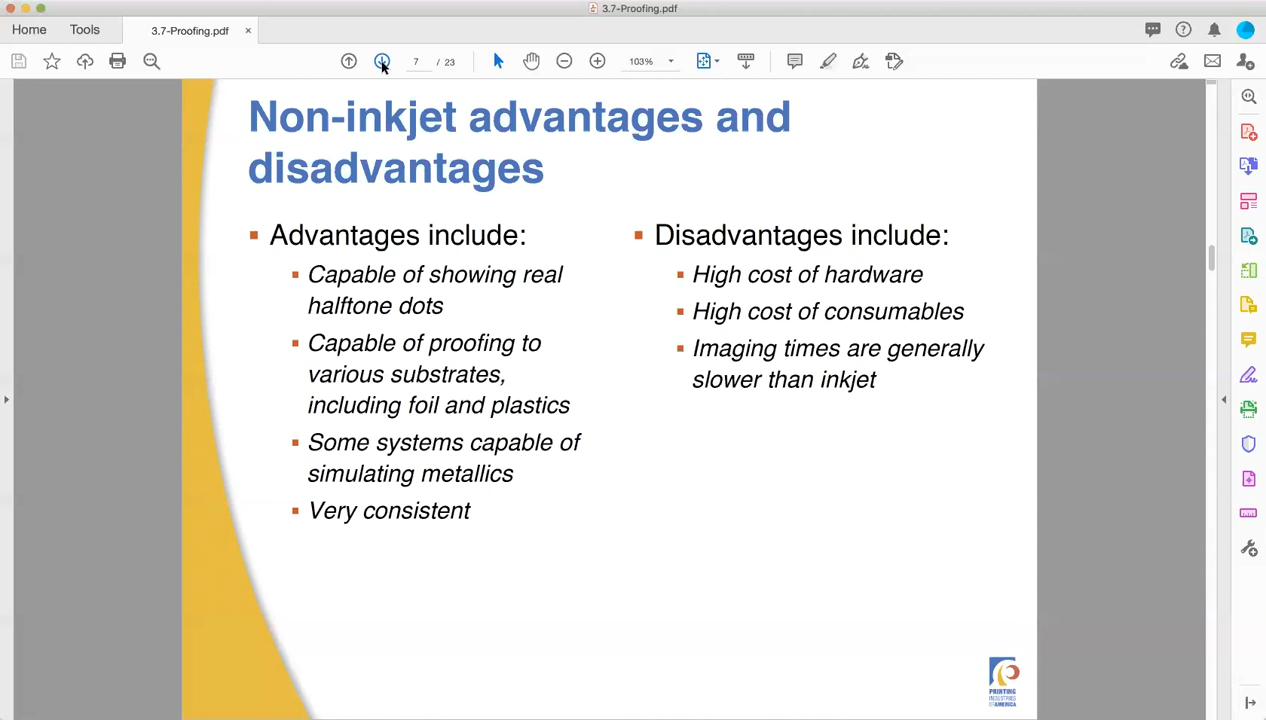 3.7-Proofing.pdf
Home
Tools
3.7-Proofing.pdf
7 / 23
103%
Non-inkjet advantages and
disadvantages
Advantages include:
Capable of showing real
halftone dots
Capable of proofing to
various substrates,
including foil and plastics
Some systems capable of
simulating metallics
Very consistent
Disadvantages include:
High cost of hardware
High cost of consumables
Imaging times are generally
slower than inkjet
PRINTING
INDUSTRIES
OF AMERICA